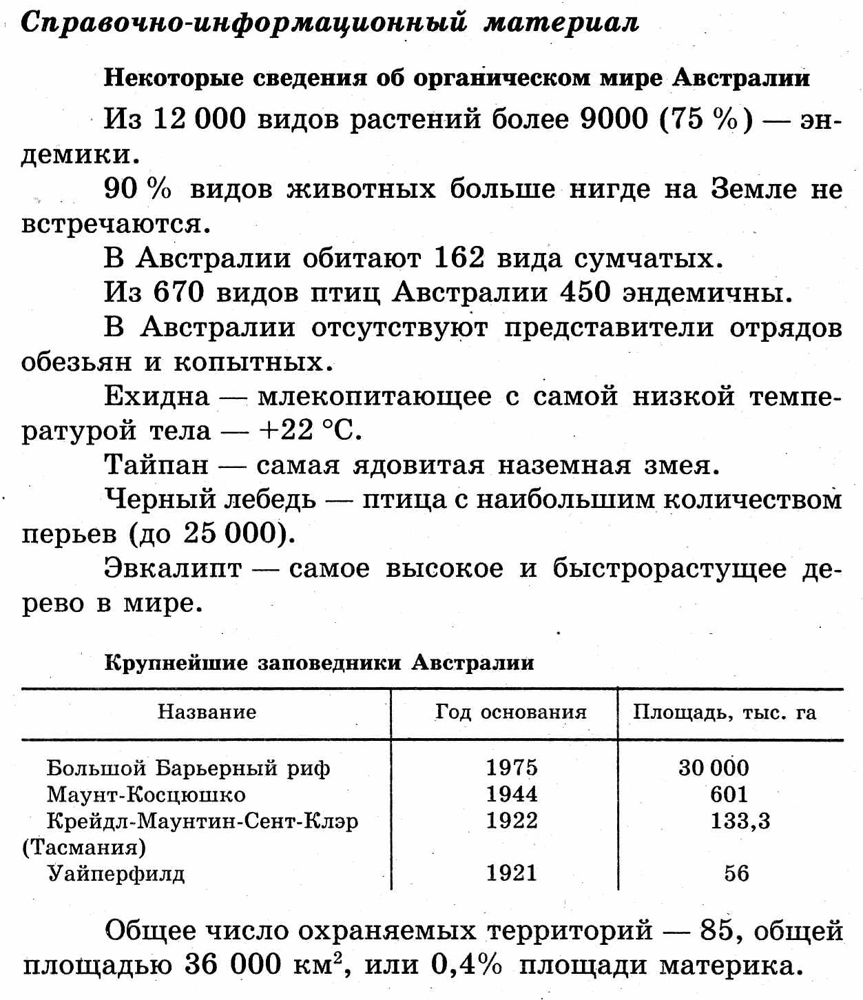 Справочно-информационный материал
Некоторые сведения об органическом мире Австралии
Из 12 000 видов растений более 9000 (75 %) — эн-
демики.
90 % видов животных больше нигде на Земле не
встречаются.
В Австралии обитают 162 вида сумчатых.
Из 670 видов птиц Австралии 450 эндемичны.
В Австралии отсутствуют представители отрядов
обезьян и копытных.
Ехидна — млекопитающее с самой низкой темпе-
ратурой тела — +22 °С.
Тайпан — самая ядовитая наземная змея.
Черный лебедь — птица с наибольшим количеством
перьев (до 25 000).
Эвкалипт — самое высокое и быстрорастущее де-
рево в мире.
Крупнейшие заповедники Австралии
Название Год основания Площадь, тыс. га
Большой Барьерный риф 1975 30 000
Маунт-Косцюшко 1944 601
Крейдл-Маунтин-Сент-Клэр 1922 133,3
(Тасмания)
Уайперфилд 1921 56
Общее число охраняемых территорий — 85, общей
площадью 36 000 км², или 0,4% площади материка.